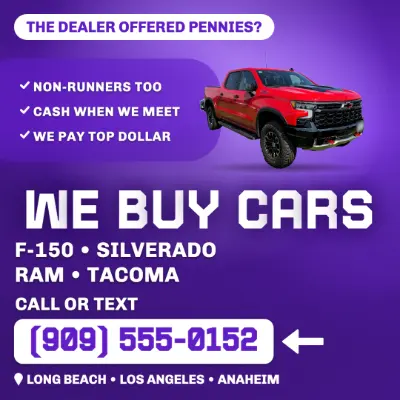 THE DEALER OFFERED PENNIES?
NON-RUNNERS TOO
CASH WHEN WE MEET
WE PAY TOP DOLLAR
WE BUY CARS
F-150 • SILVERADO
RAM • TACOMA
CALL OR TEXT
(909) 555-0152
LONG BEACH • LOS ANGELES • ANAHEIM